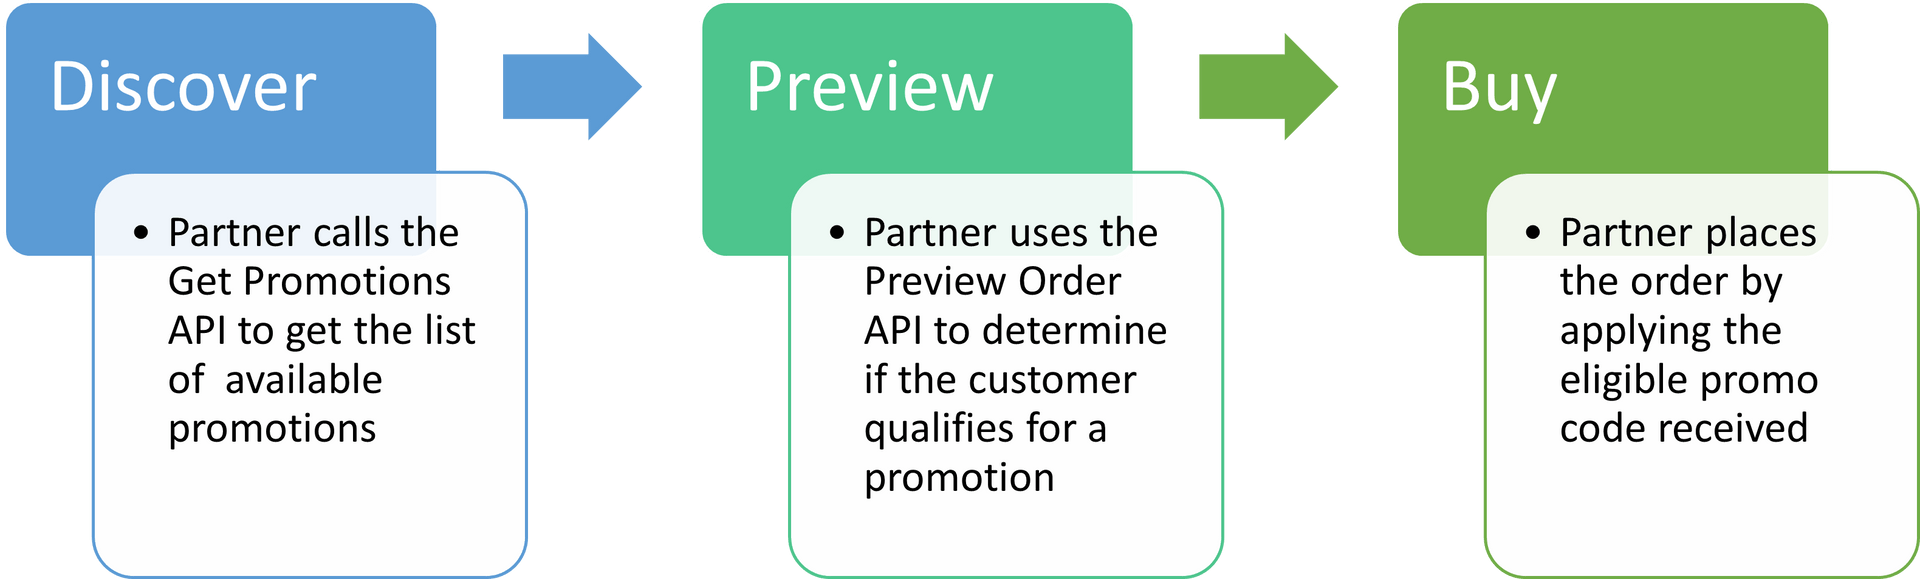 Discover
• Partner calls the
Get Promotions
API to get the list
of  available
promotions
Preview
• Partner uses the
Preview Order
API to determine
if the customer
qualifies for a
promotion
Buy
• Partner places
the order by
applying the
eligible promo
code received